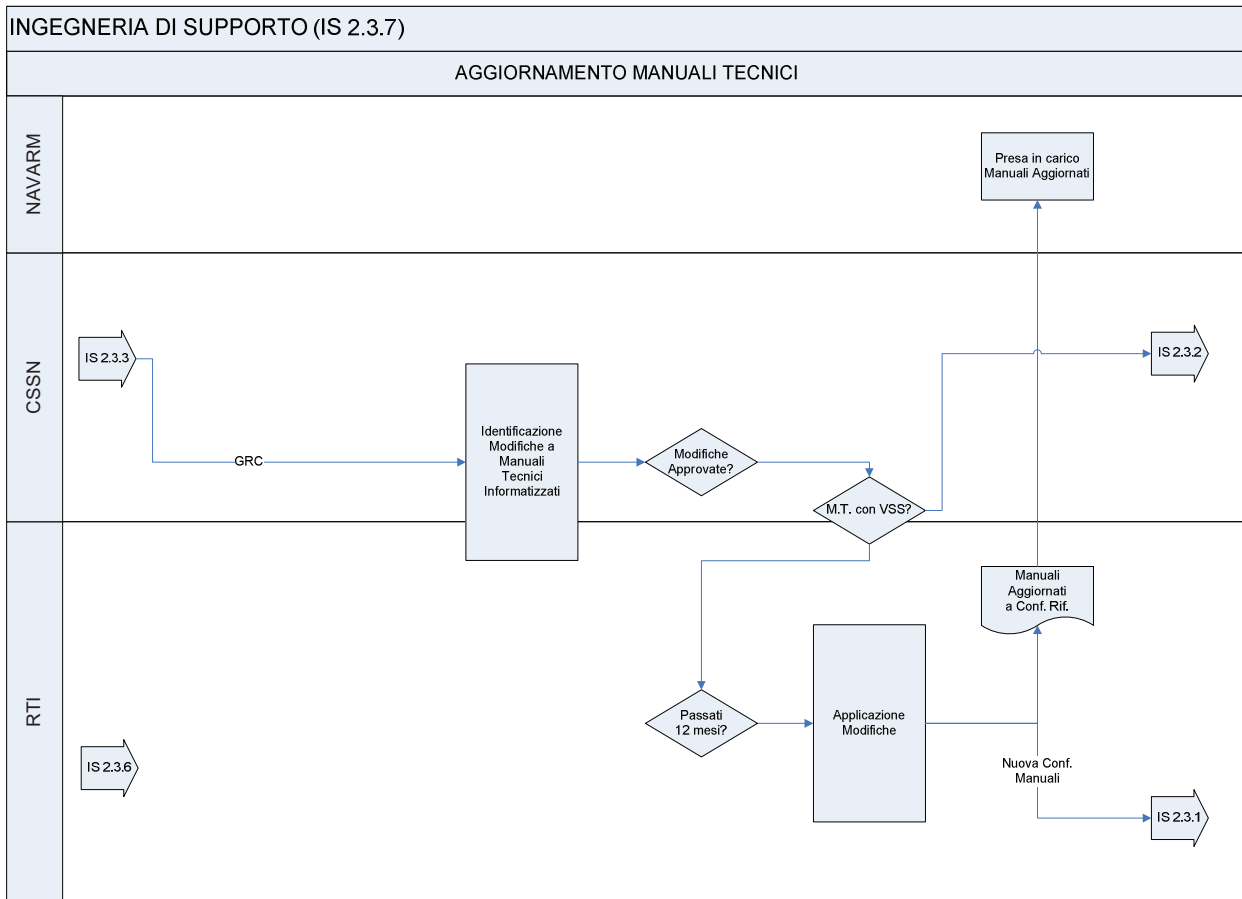 INGEGNERIA DI SUPPORTO (IS 2.3.7)
AGGIORNAMENTO MANUALI TECNICI
NAVARM
Presa in carico
Manuali Aggiornati
CSSN
IS 2.3.3
GRC
Identificazione
Modifiche a
Manuali
Tecnici
Informatizzati
Modifiche
Approvate?
M.T. con VSS?
IS 2.3.2
RTI
IS 2.3.6
Passati
12 mesi?
Applicazione
Modifiche
Manuali
Aggiornati
a Conf. Rif.
Nuova Conf.
Manuali
IS 2.3.1